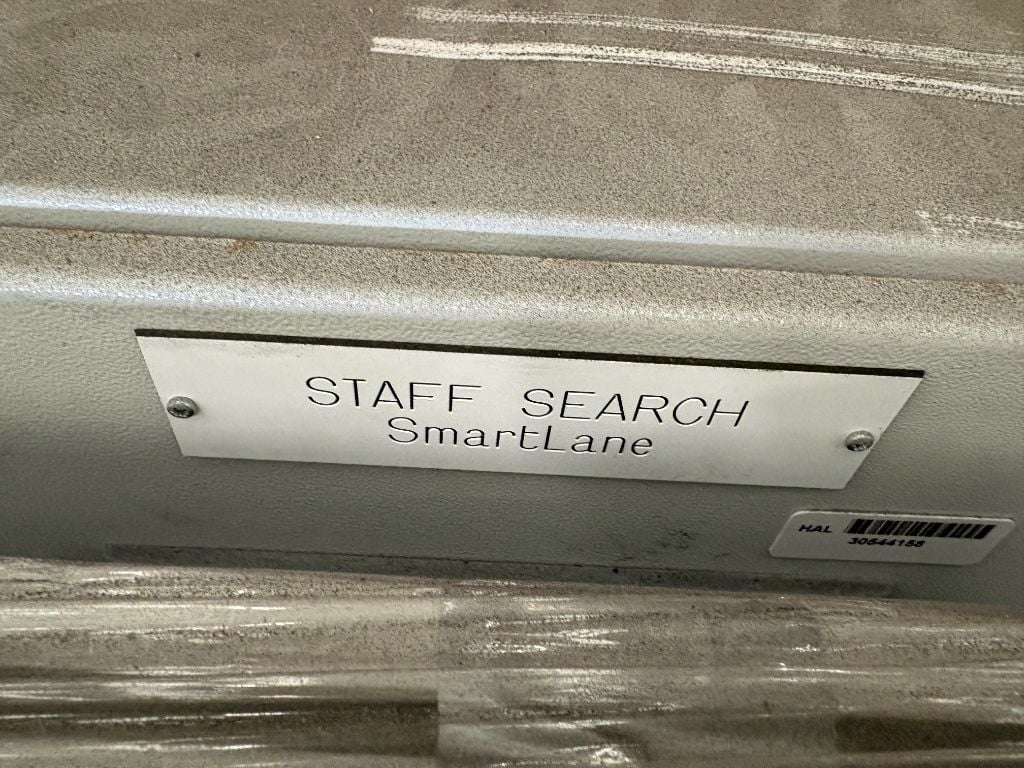 STAFF SEARCH
SmartLane
HAL
30544158